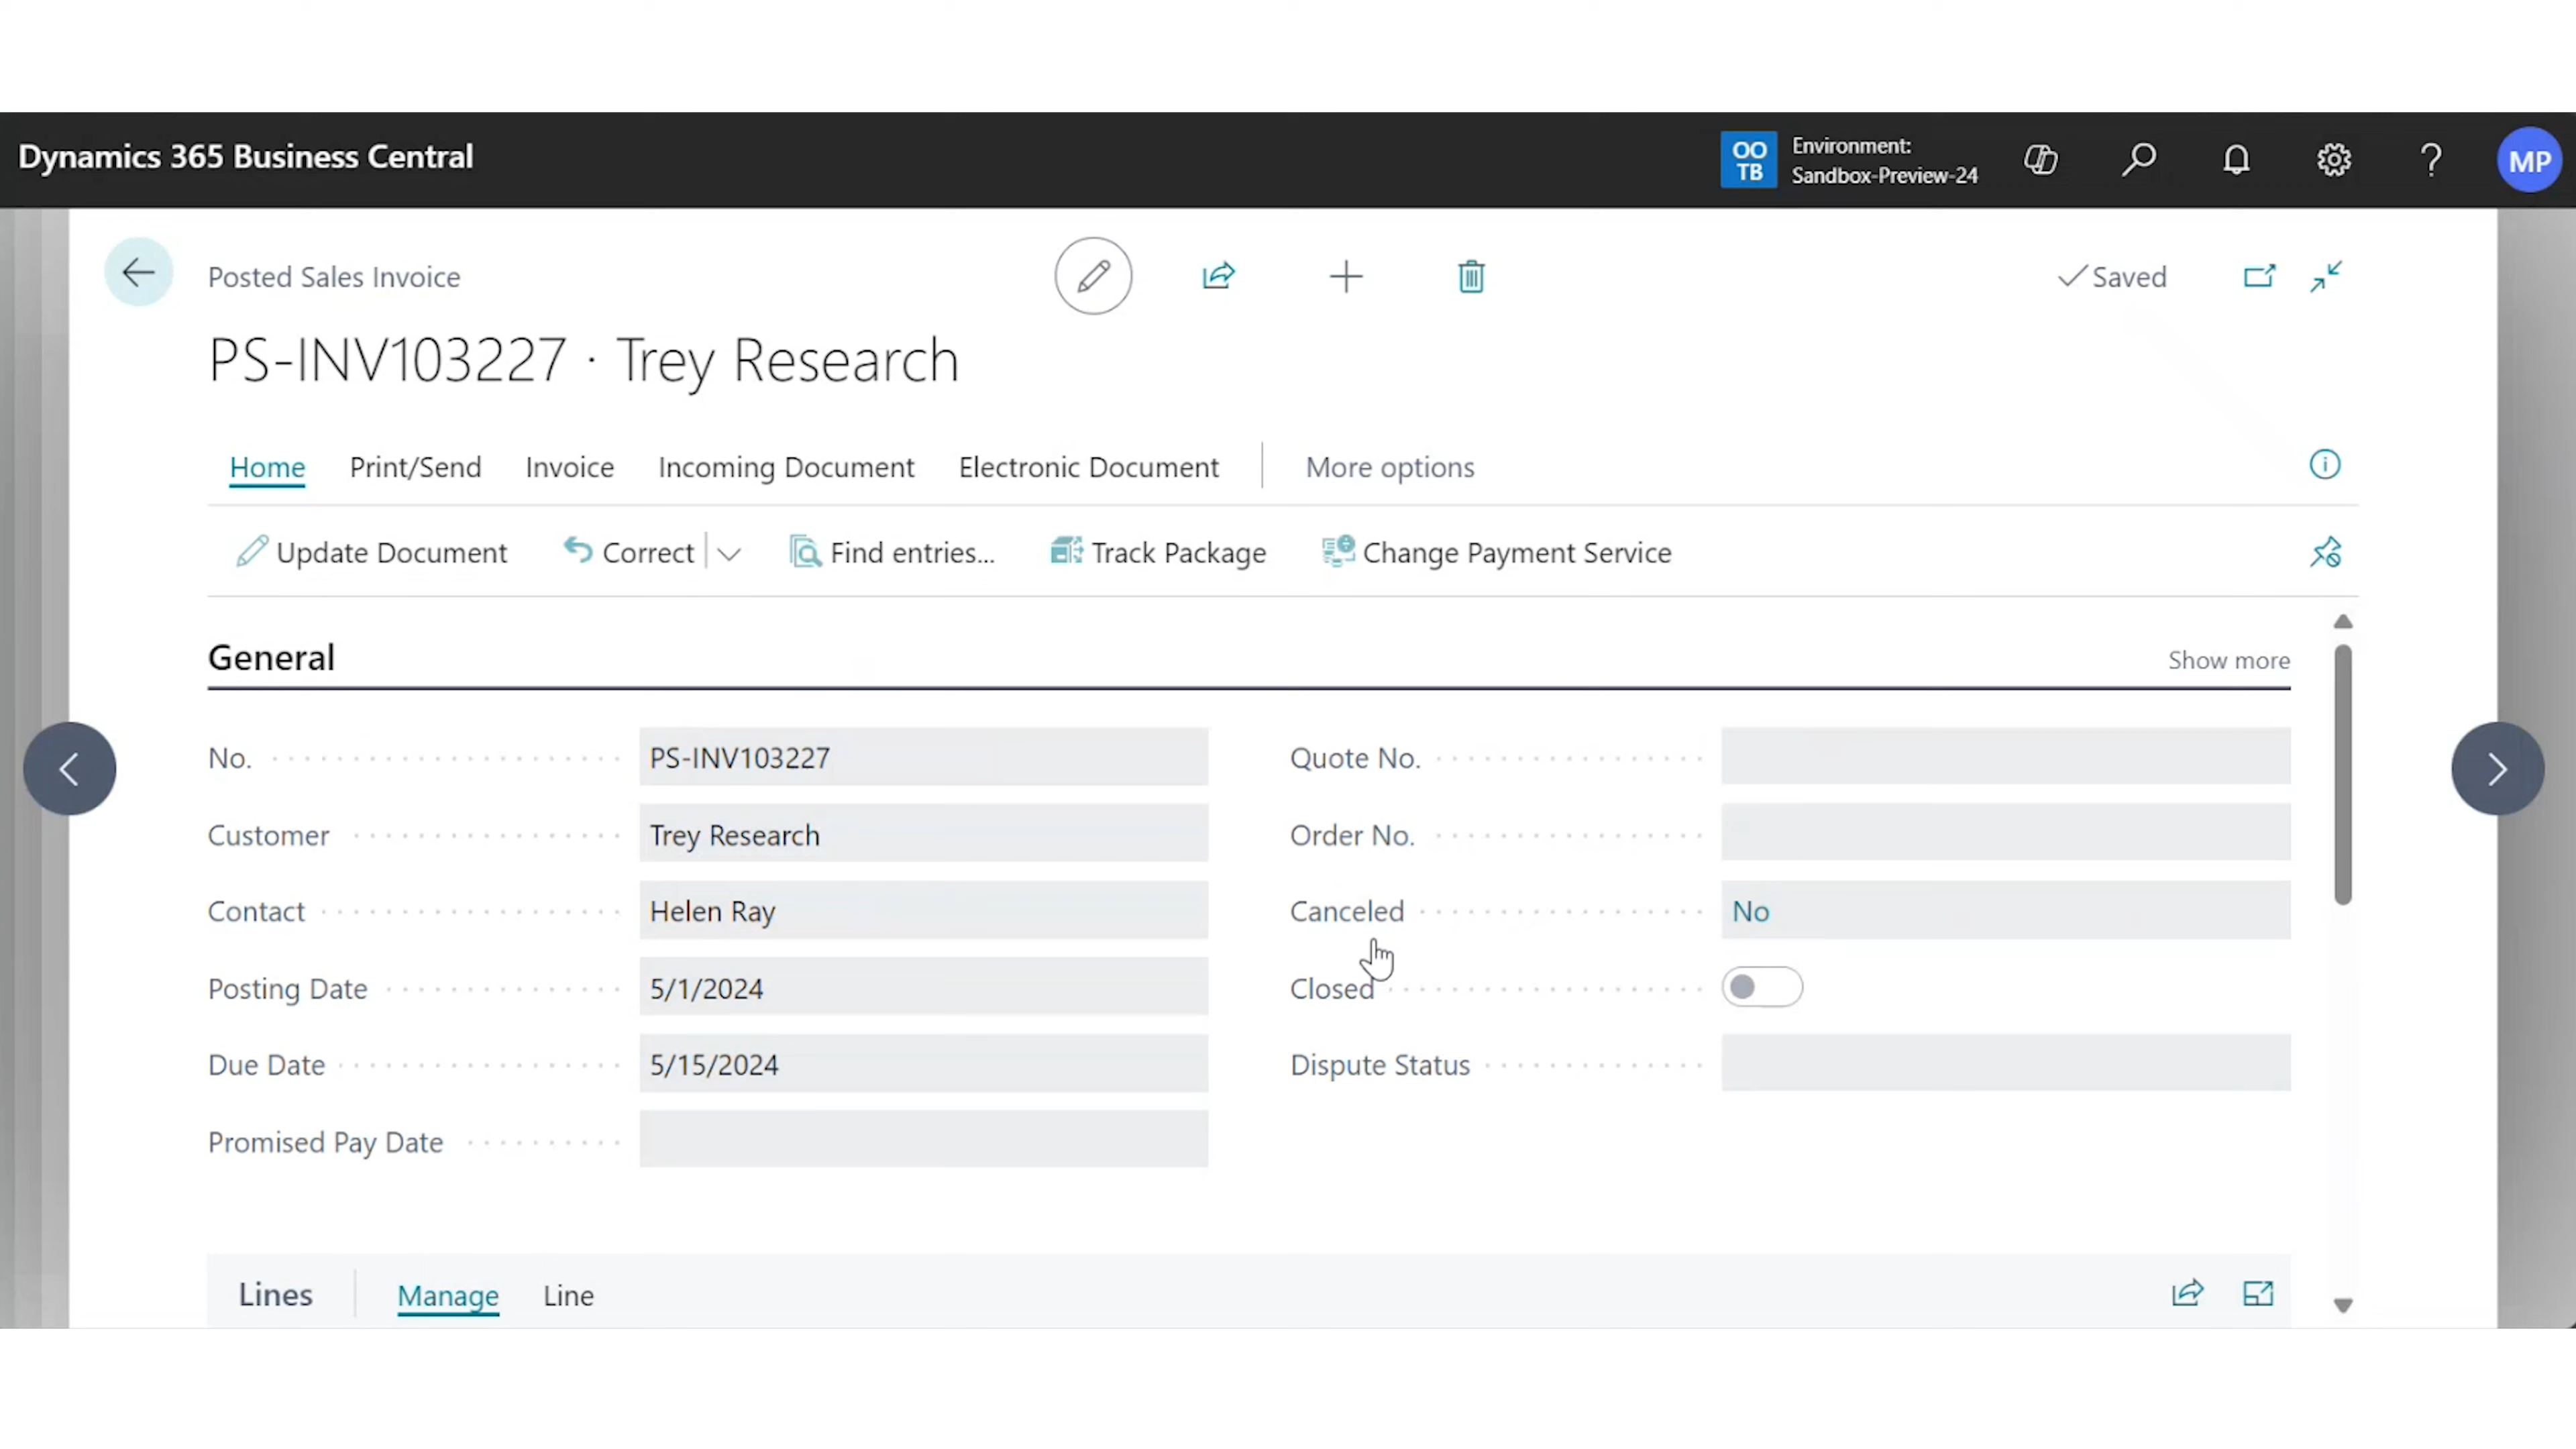 Dynamics 365 Business Central
OO
TB
Environment:
Sandbox-Preview-24
?
MP
Posted Sales Invoice
Saved
PS-INV103227 · Trey Research
Home Print/Send Invoice Incoming Document Electronic Document More options
Update Document Correct Find entries... Track Package Change Payment Service
General Show more
No. PS-INV103227
Customer Trey Research
Contact Helen Ray
Posting Date 5/1/2024
Due Date 5/15/2024
Promised Pay Date
Quote No.
Order No.
Canceled No
Closed
Dispute Status
Lines Manage Line